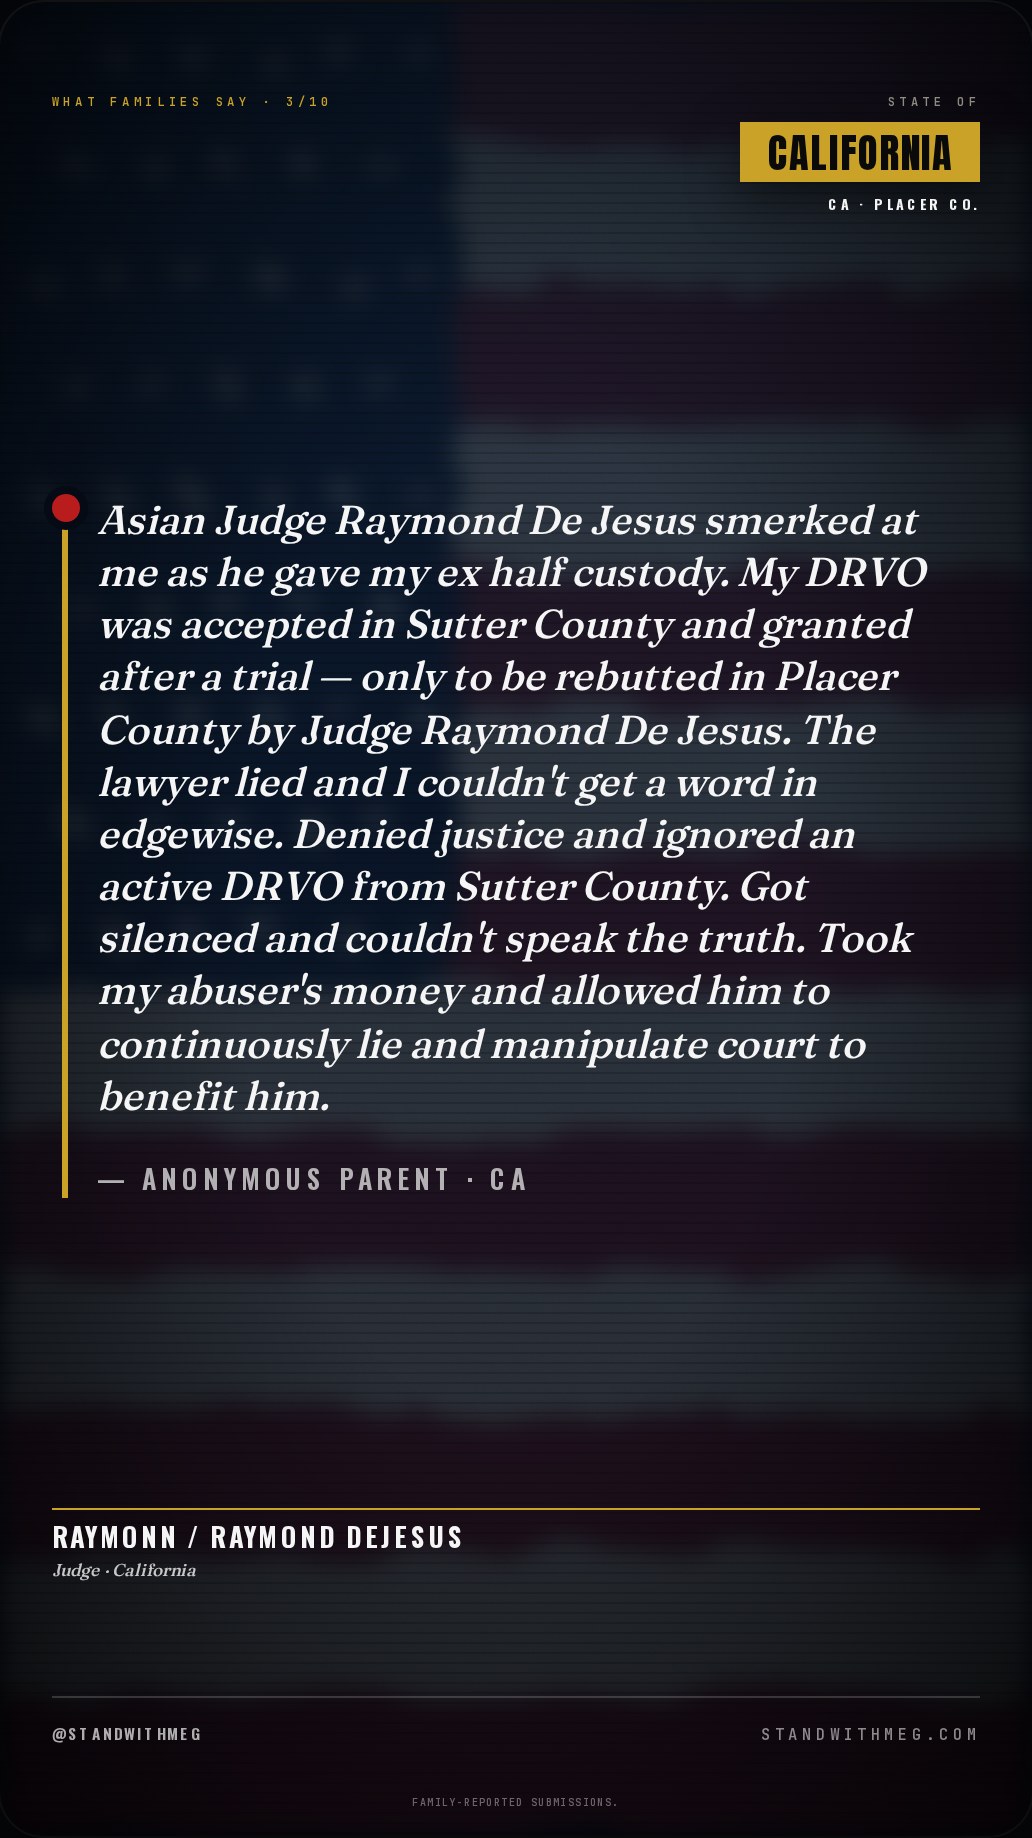 WHAT FAMILIES SAY · 3/10
STATE OF
CALIFORNIA
CA · PLACER CO.
Asian Judge Raymond De Jesus smerked at
me as he gave my ex half custody. My DRVO
was accepted in Sutter County and granted
after a trial — only to be rebutted in Placer
County by Judge Raymond De Jesus. The
lawyer lied and I couldn't get a word in
edgewise. Denied justice and ignored an
active DRVO from Sutter County. Got
silenced and couldn't speak the truth. Took
my abuser's money and allowed him to
continuously lie and manipulate court to
benefit him.
— ANONYMOUS PARENT · CA
RAYMONN / RAYMOND DEJESUS
Judge · California
@STANDWITHMEG
STANDWITHMEG.COM
FAMILY-REPORTED SUBMISSIONS.